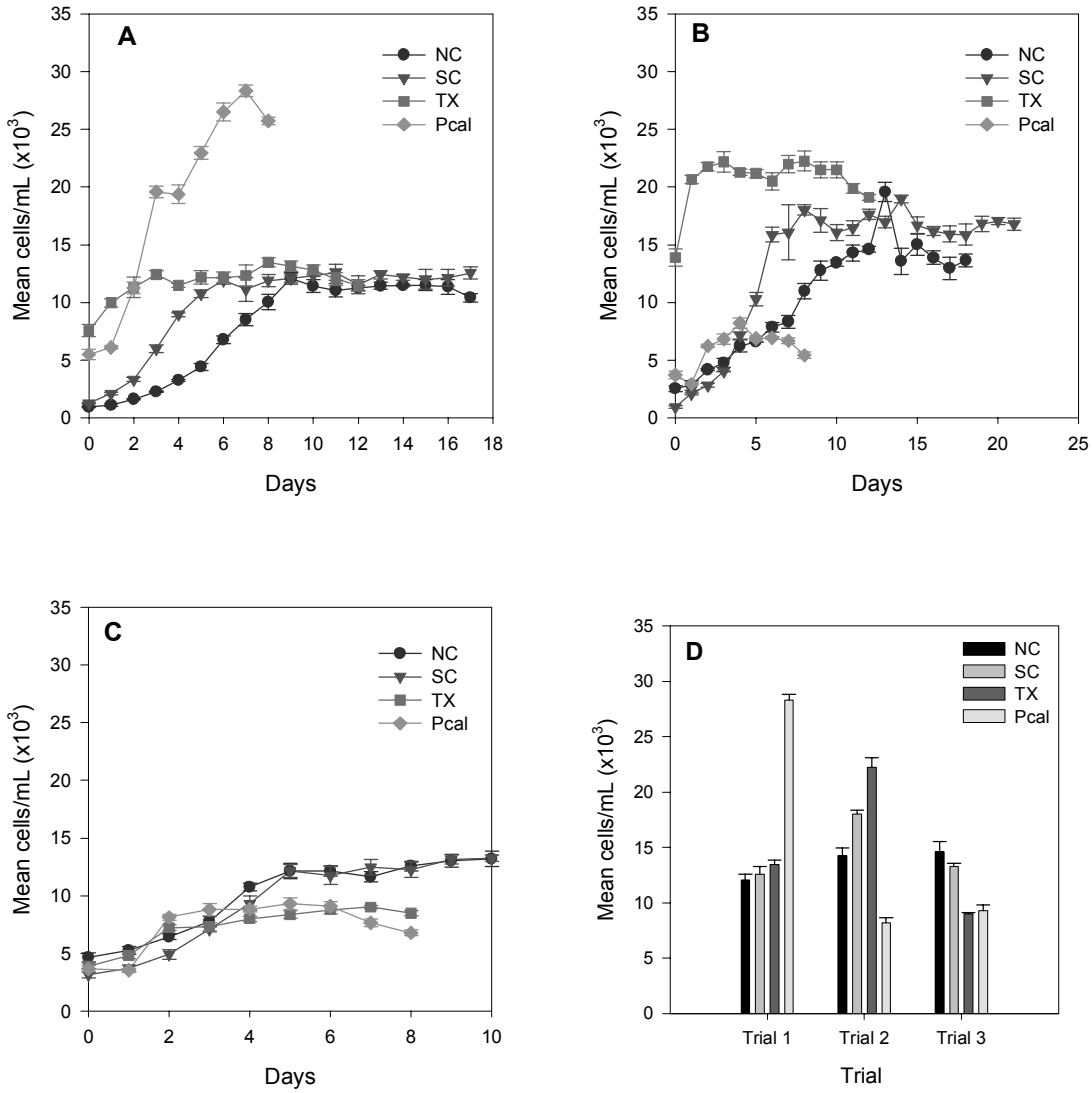 A
NC
SC
TX
Pcal
Mean cells/mL (x10³)
35
30
25
20
15
10
5
0
0 2 4 6 8 10 12 14 16 18
Days
B
NC
SC
TX
Pcal
Mean cells/mL (x10³)
35
30
25
20
15
10
5
0
0 5 10 15 20 25
Days
C
NC
SC
TX
Pcal
Mean cells/mL (x10³)
35
30
25
20
15
10
5
0
0 2 4 6 8 10
Days
D
NC
SC
TX
Pcal
Mean cells/mL (x10³)
35
30
25
20
15
10
5
0
Trial 1 Trial 2 Trial 3
Trial